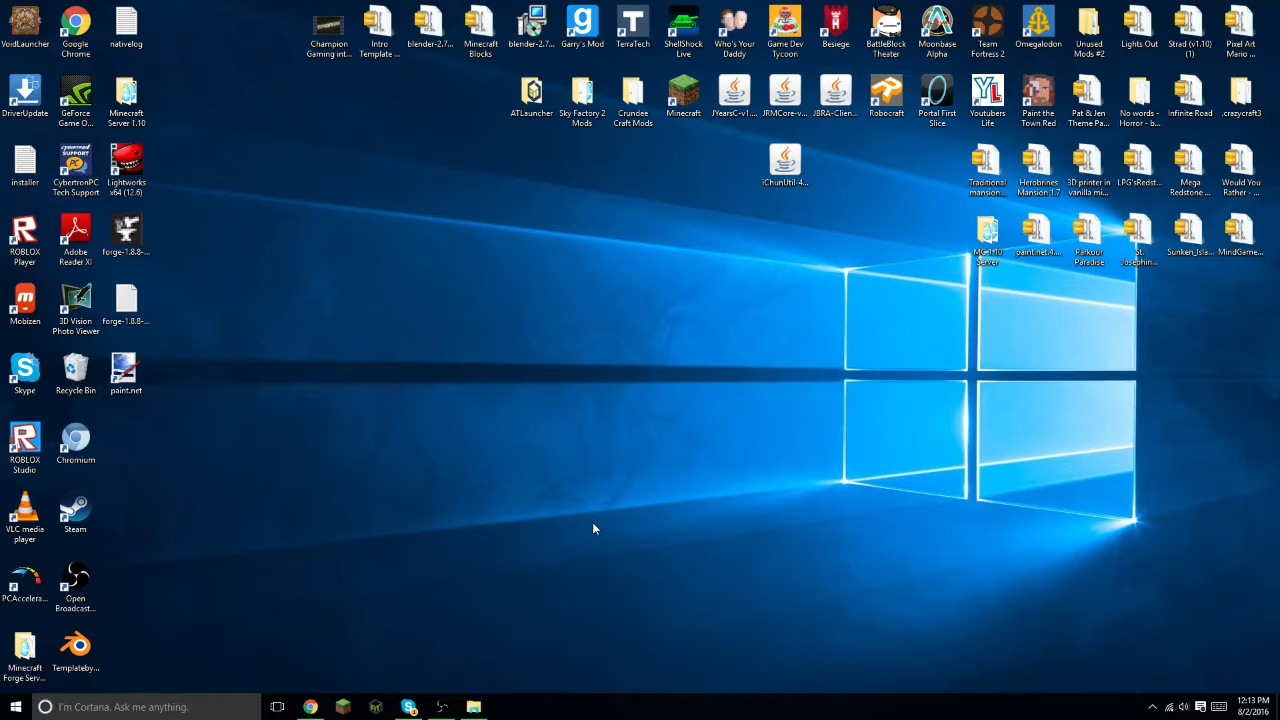 VoidLauncher
Google
Chrome
nativelog
Champion
Gaming int...
Intro
Template ...
blender-2.7...
Minecraft
Blocks
blender-2.7...
Garry's Mod
TerraTech
ShellShock
Live
Who's Your
Daddy
Game Dev
Tycoon
Besiege
BattleBlock
Theater
Moonbase
Alpha
Team
Fortress 2
Omegalodon
Unused
Mods #2
Lights Out
Strad (v1.10)
(1)
Pixel Art
Mario ...
DriverUpdate
GeForce
Game O...
Minecraft
Server 1.10
ATLauncher
Sky Factory 2
Mods
Crundee
Craft Mods
Minecraft
JYearsC-v1....
JRMCore-v...
JBRA-Clien...
Robocraft
Portal First
Slice
Youtubers
Life
Paint the
Town Red
Pat & Jen
Theme Pa...
No words -
Horror - b...
Infinite Road
.crazycraft3
installer
CybertronPC
Tech Support
Lightworks
x64 (12.6)
iChunUtil-4...
Traditional
mansion...
Herobrines
Mansion 1.7
3D printer in
vanilla mi...
LPG'sRedst...
Mega
Redstone ...
Would You
Rather - ...
ROBLOX
Player
Adobe
Reader XI
forge-1.8.8-...
MC 1.10
Server
paint.net.4...
Parkour
Paradise
St.
Josephin...
Sunken_Isla...
MindGame...
Mobizen
3D Vision
Photo Viewer
forge-1.8.8-...
Skype
Recycle Bin
paint.net
ROBLOX
Studio
Chromium
VLC media
player
Steam
PCAccelera...
Open
Broadcast...
Minecraft
Forge Serv...
Templateby...
I'm Cortana. Ask me anything.
12:13 PM
8/2/2016